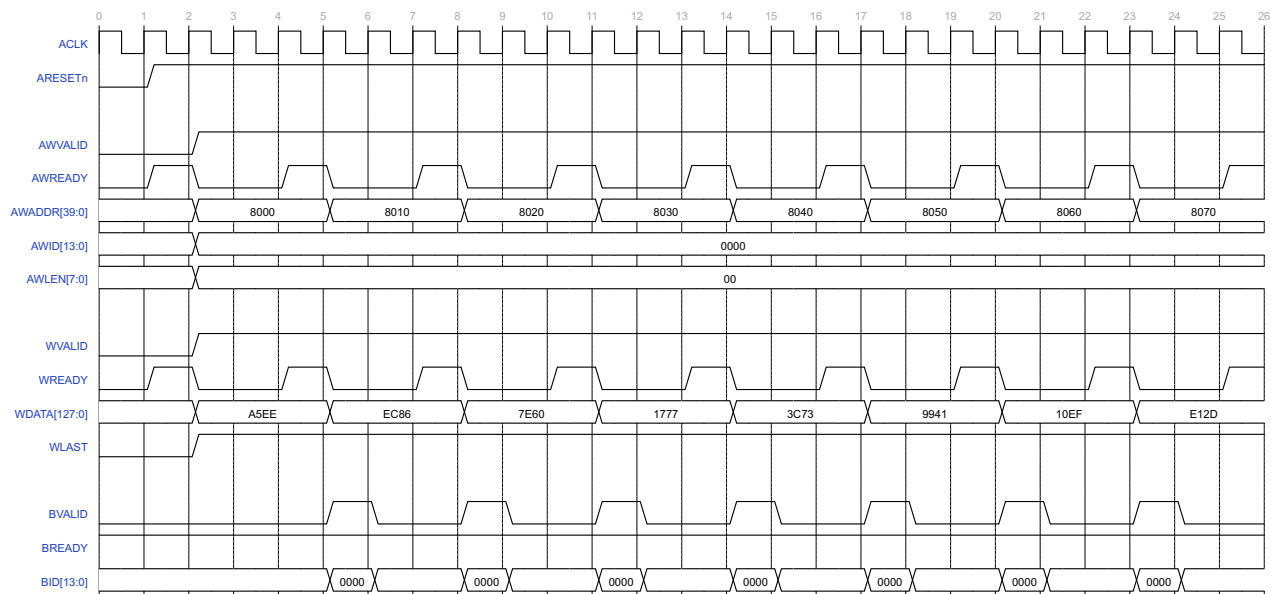 0 1 2 3 4 5 6 7 8 9 10 11 12 13 14 15 16 17 18 19 20 21 22 23 24 25 26
ACLK
ARESETn
AWVALID
AWREADY
AWADDR[39:0] 8000 8010 8020 8030 8040 8050 8060 8070
AWID[13:0] 0000
AWLEN[7:0] 00
WVALID
WREADY
WDATA[127:0] A5EE EC86 7E60 1777 3C73 9941 10EF E12D
WLAST
BVALID
BREADY
BID[13:0] 0000 0000 0000 0000 0000 0000 0000